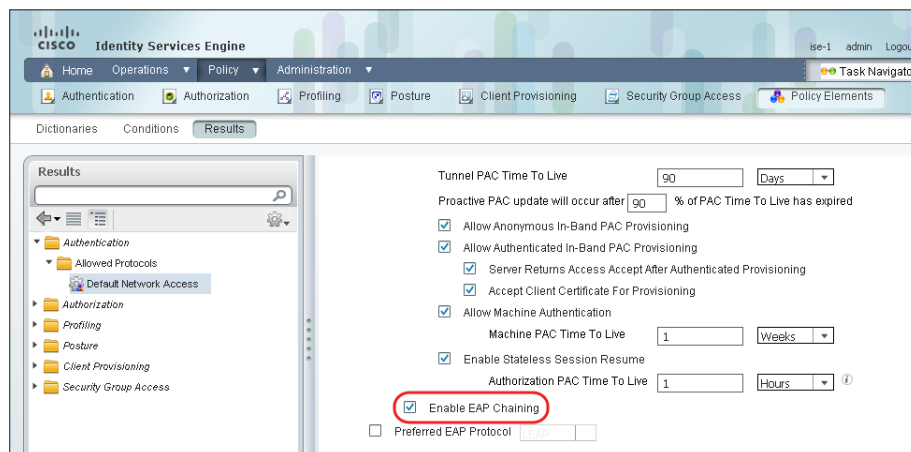 CISCO Identity Services Engine
ise-1 admin Logou
Home Operations Policy Administration
Task Navigato
Authentication Authorization Profiling Posture Client Provisioning Security Group Access Policy Elements
Dictionaries Conditions Results
Results
Authentication
Allowed Protocols
Default Network Access
Authorization
Profiling
Posture
Client Provisioning
Security Group Access
Tunnel PAC Time To Live 90 Days
Proactive PAC update will occur after 90 % of PAC Time To Live has expired
Allow Anonymous In-Band PAC Provisioning
Allow Authenticated In-Band PAC Provisioning
Server Returns Access Accept After Authenticated Provisioning
Accept Client Certificate For Provisioning
Allow Machine Authentication
Machine PAC Time To Live 1 Weeks
Enable Stateless Session Resume
Authorization PAC Time To Live 1 Hours
Enable EAP Chaining
Preferred EAP Protocol LEAP